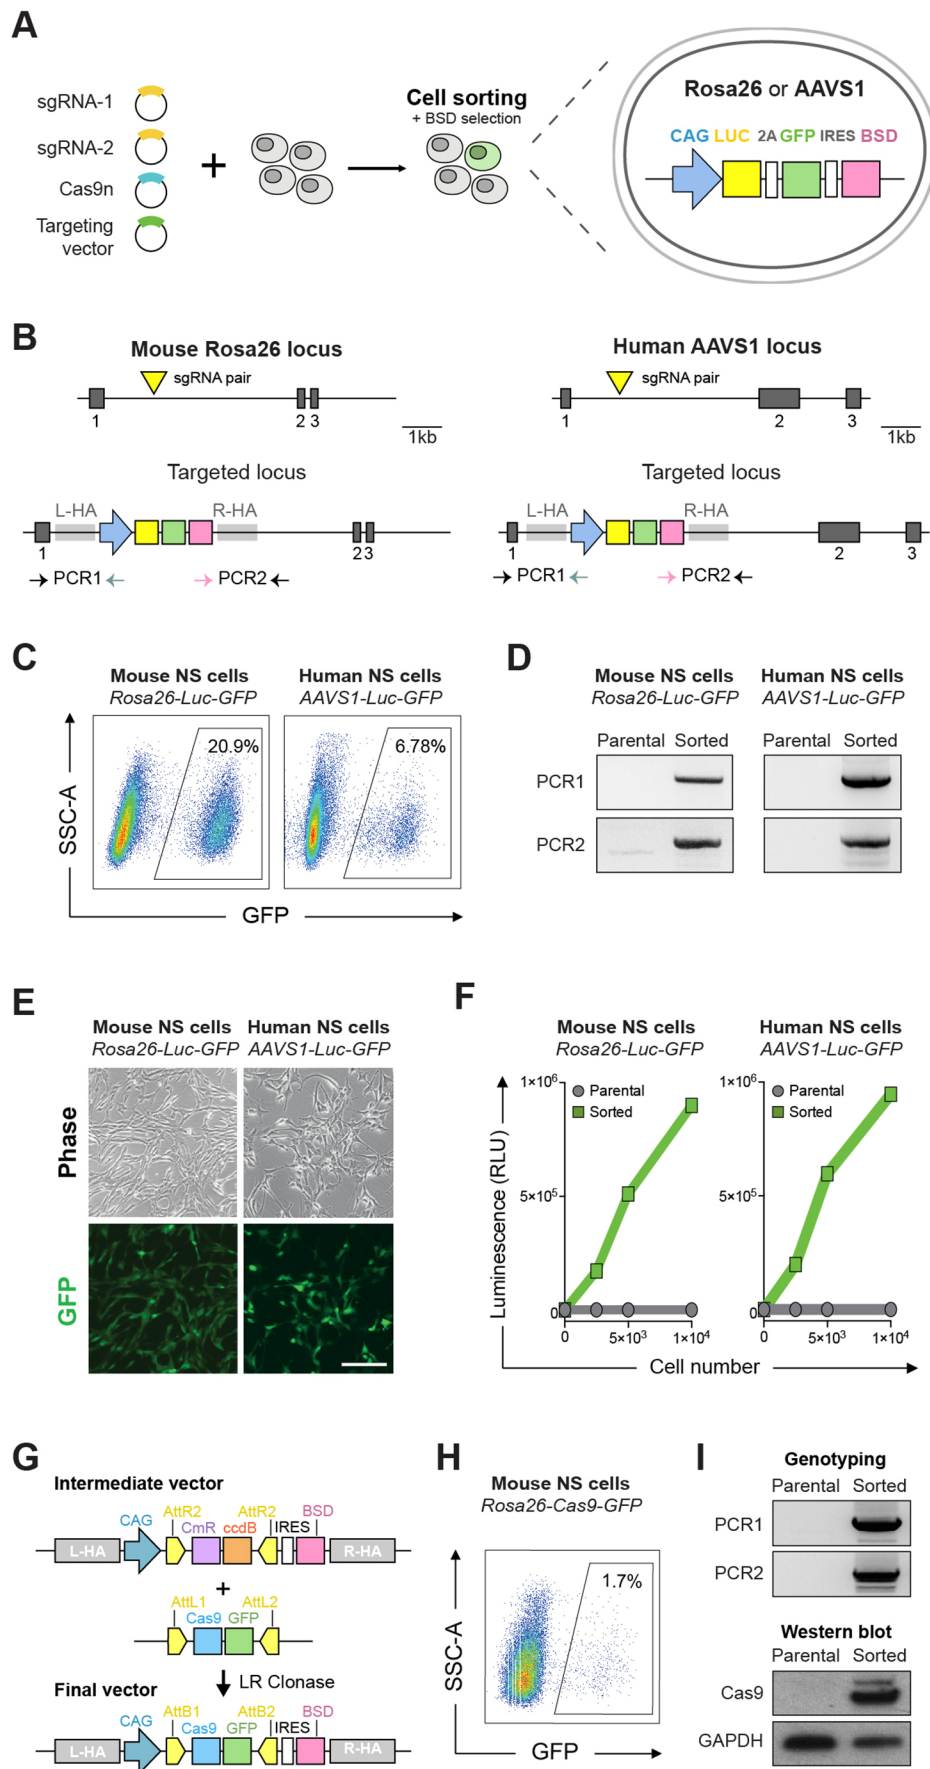 A
sgRNA-1
sgRNA-2
Cas9n
Targeting
vector
Cell sorting
+ BSD selection
Rosa26 or AAVS1
CAG LUC 2A GFP IRES BSD
B
Mouse Rosa26 locus
sgRNA pair
1 2 3
1kb
Human AAVS1 locus
sgRNA pair
1 2 3
1kb
Targeted locus
L-HA R-HA
1 2 3
PCR1 PCR2
Targeted locus
L-HA R-HA
1 2 3
PCR1 PCR2
C
Mouse NS cells
Rosa26-Luc-GFP
Human NS cells
AAVS1-Luc-GFP
20.9%
6.78%
SSC-A
GFP
D
Mouse NS cells
Rosa26-Luc-GFP
Human NS cells
AAVS1-Luc-GFP
Parental Sorted
Parental Sorted
PCR1
PCR2
E
Mouse NS cells
Rosa26-Luc-GFP
Human NS cells
AAVS1-Luc-GFP
Phase
GFP
F
Mouse NS cells
Rosa26-Luc-GFP
Human NS cells
AAVS1-Luc-GFP
Luminescence (RLU)
1×10⁶
5×10⁵
0
Parental
Sorted
0 5×10³ 1×10⁴
1×10⁶
5×10⁵
0
Parental
Sorted
0 5×10³ 1×10⁴
Cell number
G
Intermediate vector
CAG AttR2 AttR2 BSD
CmR ccdB IRES
L-HA R-HA
+
AttL1 AttL2
Cas9 GFP
LR Clonase
Final vector
CAG AttB1 AttB2 BSD
Cas9 GFP IRES
L-HA R-HA
H
Mouse NS cells
Rosa26-Cas9-GFP
1.7%
SSC-A
GFP
I
Genotyping
Parental Sorted
PCR1
PCR2
Western blot
Parental Sorted
Cas9
GAPDH